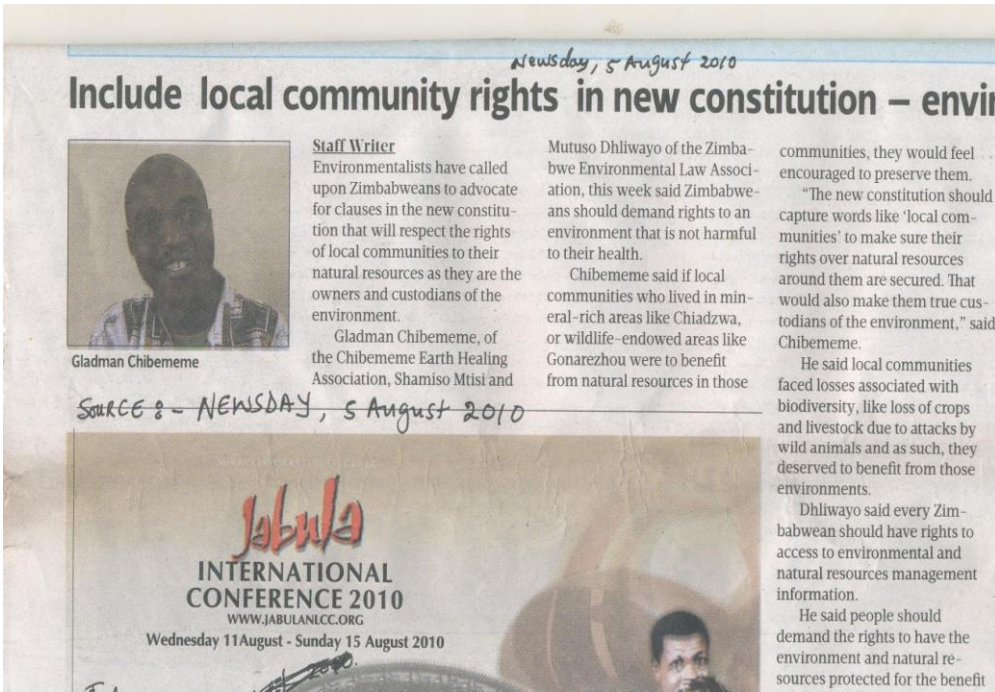 Newsday, 5 August 2010
Include local community rights in new constitution – envi
Gladman Chibememe
Staff Writer
Environmentalists have called
upon Zimbabweans to advocate
for clauses in the new constitu-
tion that will respect the rights
of local communities to their
natural resources as they are the
owners and custodians of the
environment.
Gladman Chibememe, of
the Chibememe Earth Healing
Association, Shamiso Mtisi and
Mutuso Dhliwayo of the Zimba-
bwe Environmental Law Associ-
ation, this week said Zimbabwe-
ans should demand rights to an
environment that is not harmful
to their health.
Chibememe said if local
communities who lived in min-
eral-rich areas like Chiadzwa,
or wildlife-endowed areas like
Gonarezhou were to benefit
from natural resources in those
communities, they would feel
encouraged to preserve them.
"The new constitution should
capture words like 'local com-
munities' to make sure their
rights over natural resources
around them are secured. That
would also make them true cus-
todians of the environment," said
Chibememe.
He said local communities
faced losses associated with
biodiversity, like loss of crops
and livestock due to attacks by
wild animals and as such, they
deserved to benefit from those
environments.
Dhliwayo said every Zim-
babwean should have rights to
access to environmental and
natural resources management
information.
He said people should
demand the rights to have the
environment and natural re-
sources protected for the benefit
SOURCE :- NEWSDAY, 5 August 2010
Jabula
INTERNATIONAL
CONFERENCE 2010
WWW.JABULANLCC.ORG
Wednesday 11August - Sunday 15 August 2010